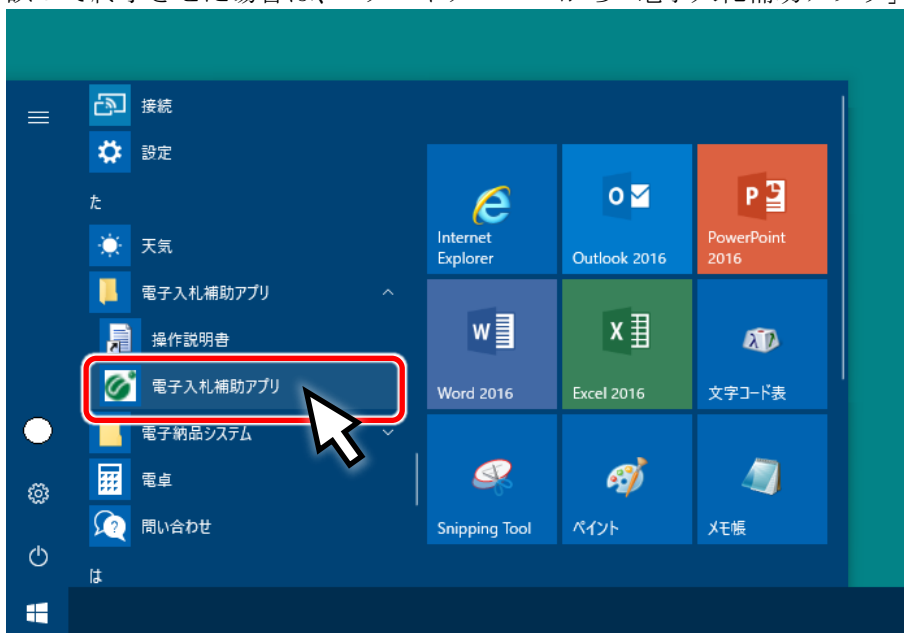 接続
設定
た
天気
電子入札補助アプリ
操作説明書
電子入札補助アプリ
電子納品システム
電卓
問い合わせ
は
Internet
Explorer
Outlook 2016
PowerPoint
2016
Word 2016
Excel 2016
文字コード表
Snipping Tool
ペイント
メモ帳